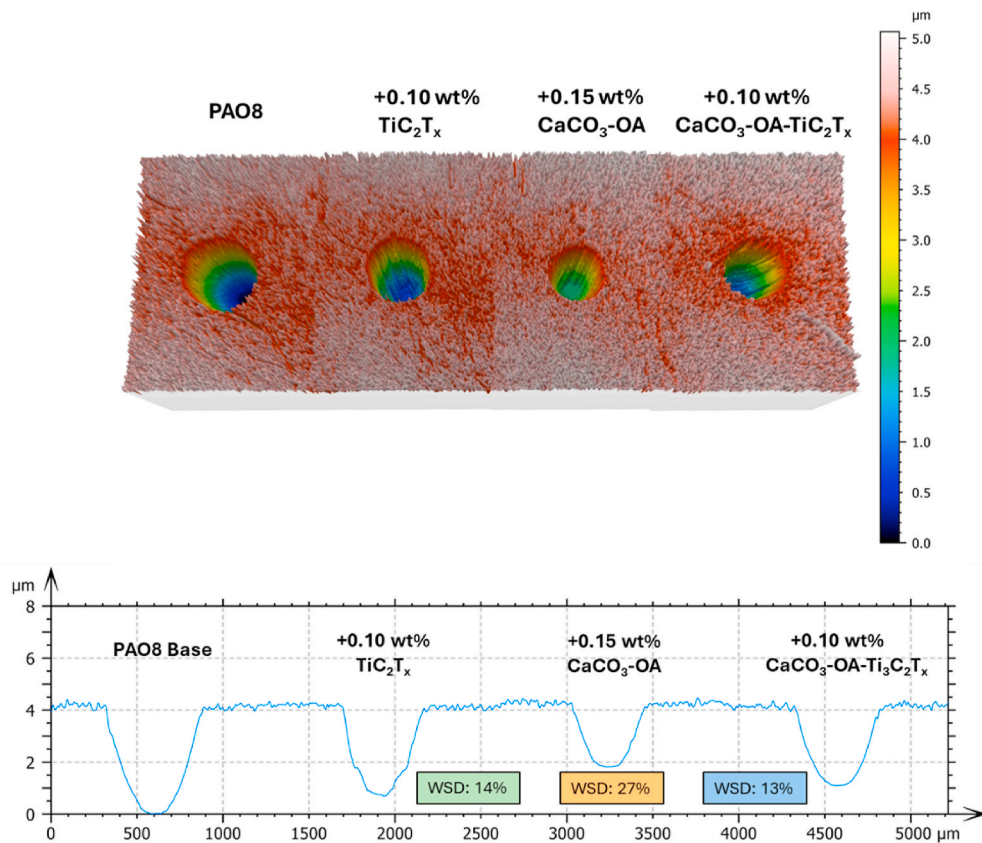 µm
5.0
4.5
4.0
3.5
3.0
2.5
2.0
1.5
1.0
0.5
0.0
PAO8
+0.10 wt%
TiC₂Tₓ
+0.15 wt%
CaCO₃-OA
+0.10 wt%
CaCO₃-OA-TiC₂Tₓ
µm
8
6
4
2
0
PAO8 Base
+0.10 wt%
TiC₂Tₓ
+0.15 wt%
CaCO₃-OA
+0.10 wt%
CaCO₃-OA-Ti₃C₂Tₓ
WSD: 14%
WSD: 27%
WSD: 13%
0 500 1000 1500 2000 2500 3000 3500 4000 4500 5000 µm